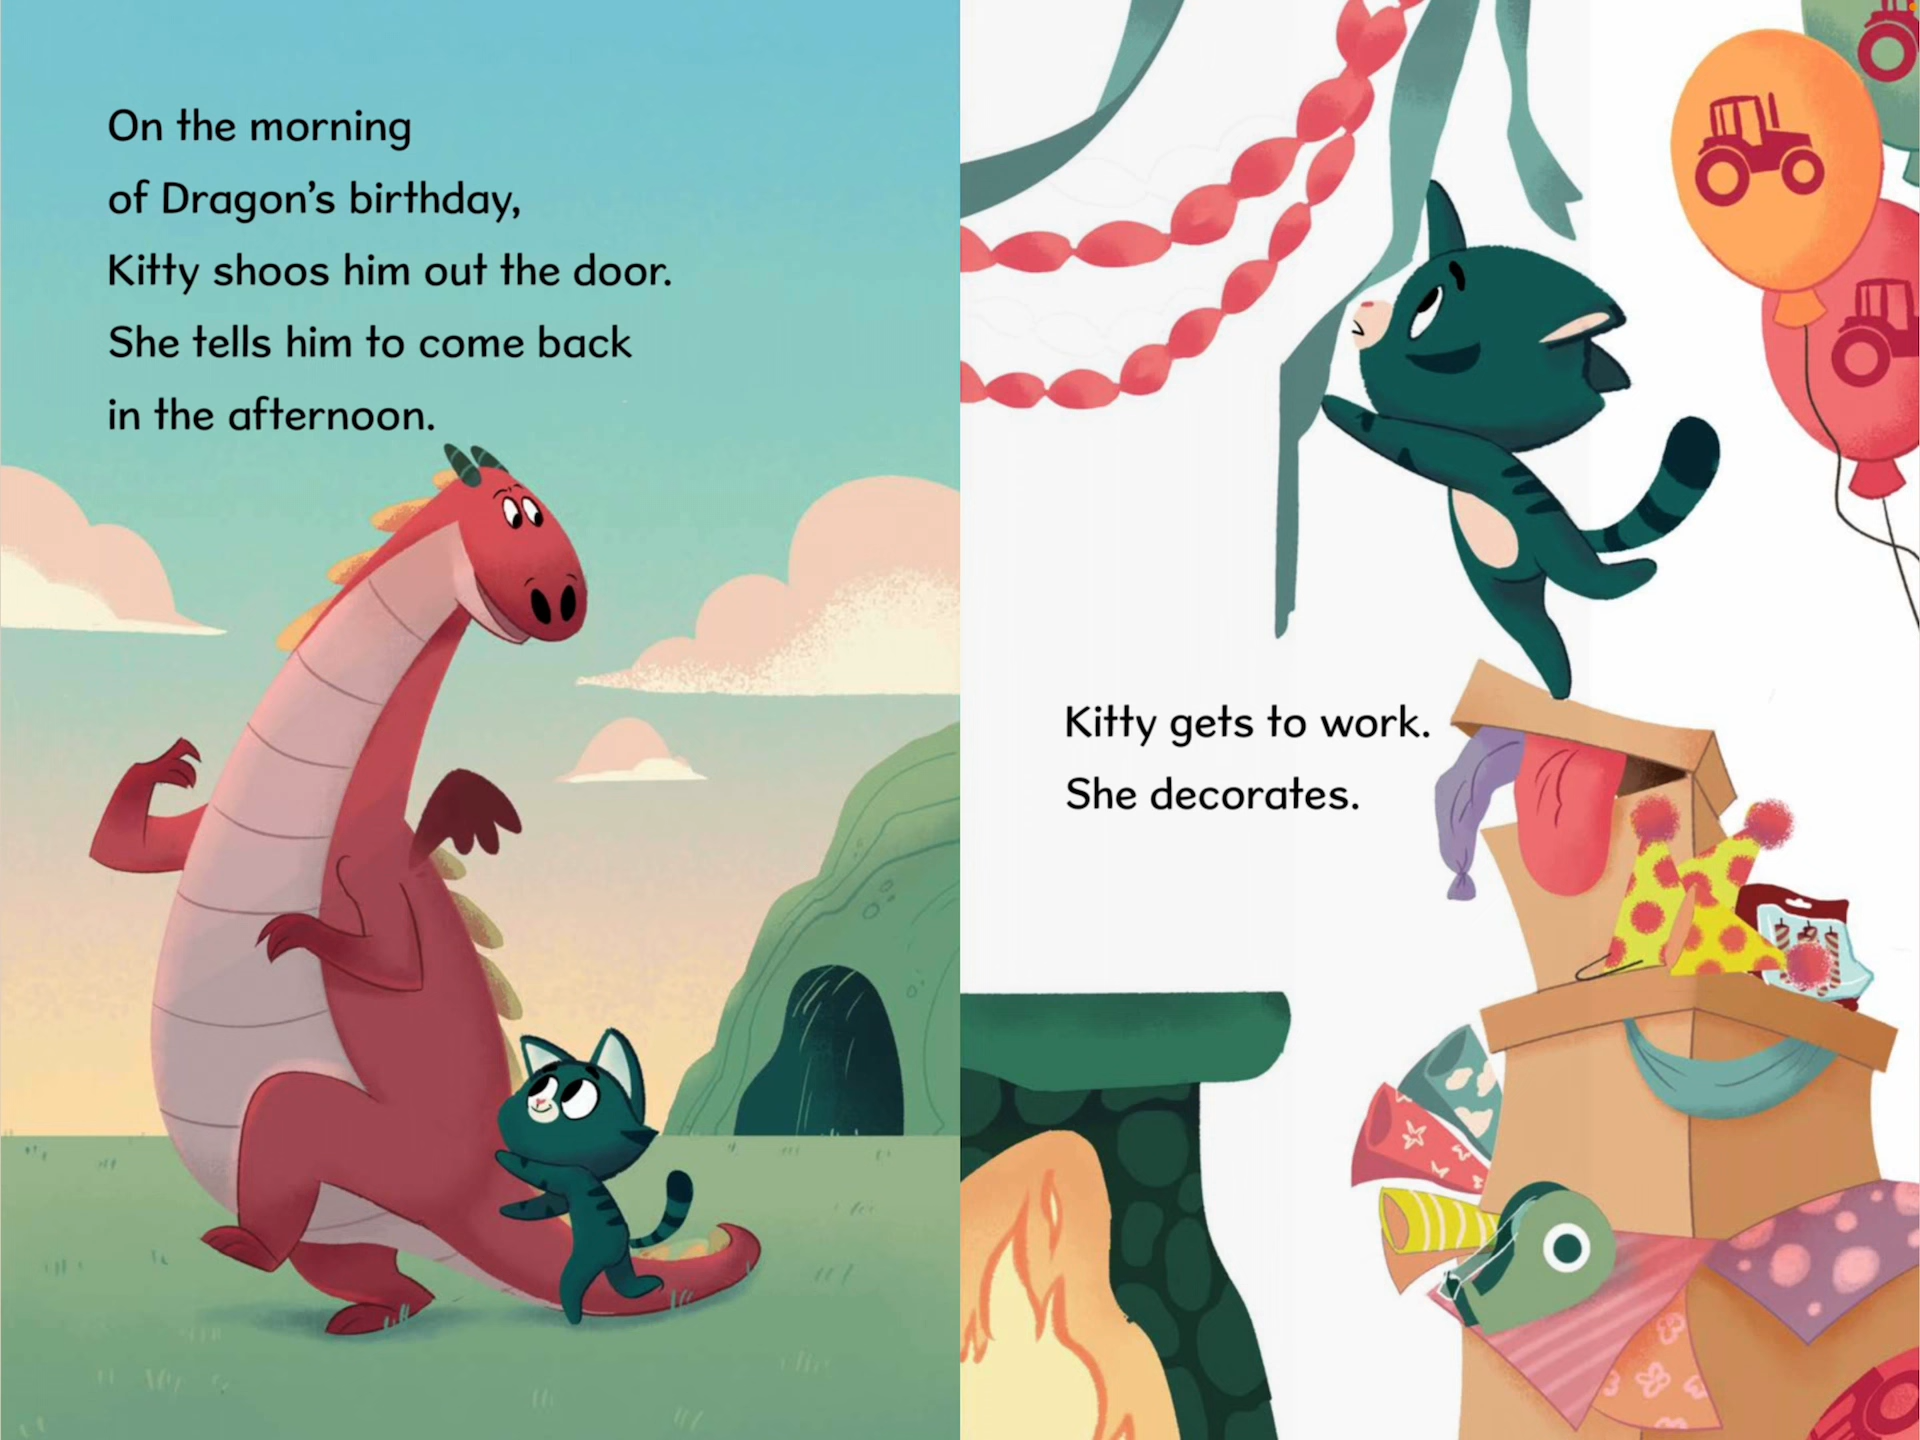 On the morning
of Dragon’s birthday,
Kitty shoos him out the door.
She tells him to come back
in the afternoon.
Kitty gets to work.
She decorates.